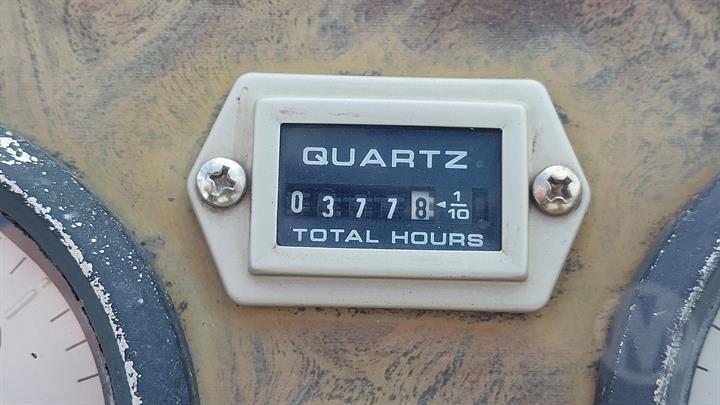 QUARTZ
0 3 7 7 8 ◄ 1/10
TOTAL HOURS